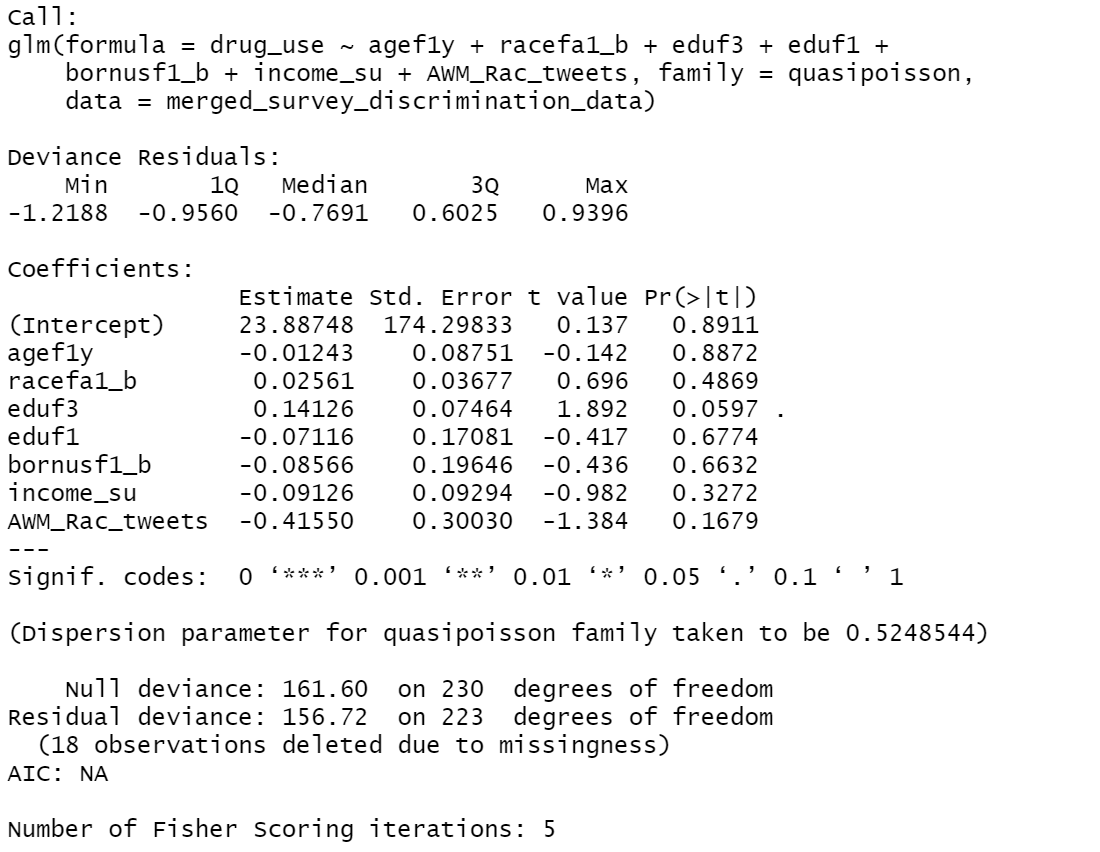 Call:
glm(formula = drug_use ~ agef1y + racefa1_b + eduf3 + eduf1 +
    bornusf1_b + income_su + AWM_Rac_tweets, family = quasipoisson,
    data = merged_survey_discrimination_data)
Deviance Residuals:
    Min       1Q   Median       3Q      Max
-1.2188  -0.9560  -0.7691   0.6025   0.9396
Coefficients:
                Estimate Std. Error t value Pr(>|t|)
(Intercept)     23.88748  174.29833   0.137   0.8911
agef1y          -0.01243    0.08751  -0.142   0.8872
racefa1_b        0.02561    0.03677   0.696   0.4869
eduf3            0.14126    0.07464   1.892   0.0597 .
eduf1           -0.07116    0.17081  -0.417   0.6774
bornusf1_b      -0.08566    0.19646  -0.436   0.6632
income_su       -0.09126    0.09294  -0.982   0.3272
AWM_Rac_tweets  -0.41550    0.30030  -1.384   0.1679
---
Signif. codes:  0 ‘***’ 0.001 ‘**’ 0.01 ‘*’ 0.05 ‘.’ 0.1 ‘ ’ 1
(Dispersion parameter for quasipoisson family taken to be 0.5248544)
    Null deviance: 161.60  on 230  degrees of freedom
Residual deviance: 156.72  on 223  degrees of freedom
  (18 observations deleted due to missingness)
AIC: NA
Number of Fisher Scoring iterations: 5